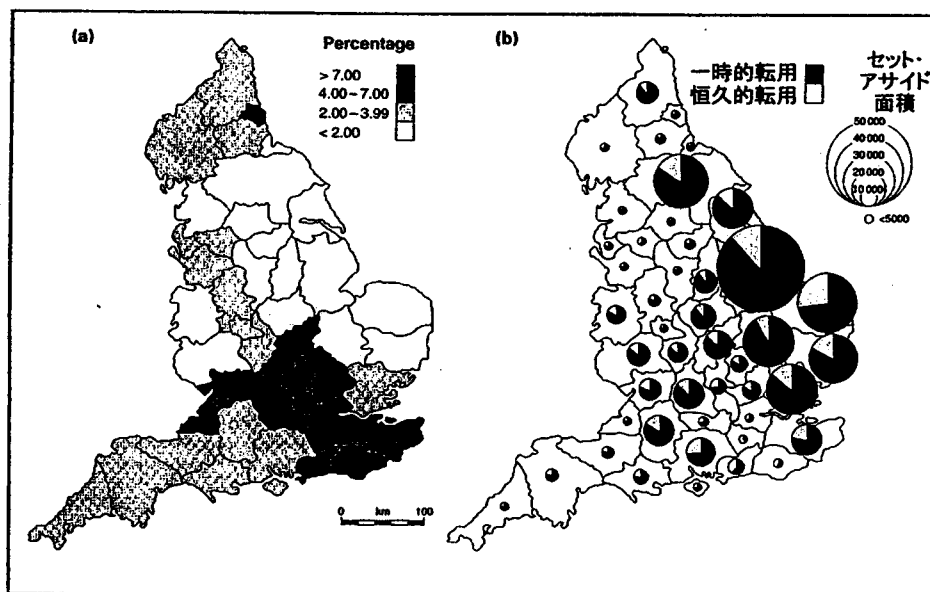 (a)
Percentage
> 7.00
4.00-7.00
2.00-3.99
< 2.00
0 km 100
(b)
一時的転用
恒久的転用
セット・
アサイド
面積
50 000
40 000
30 000
20 000
10 000
<5000